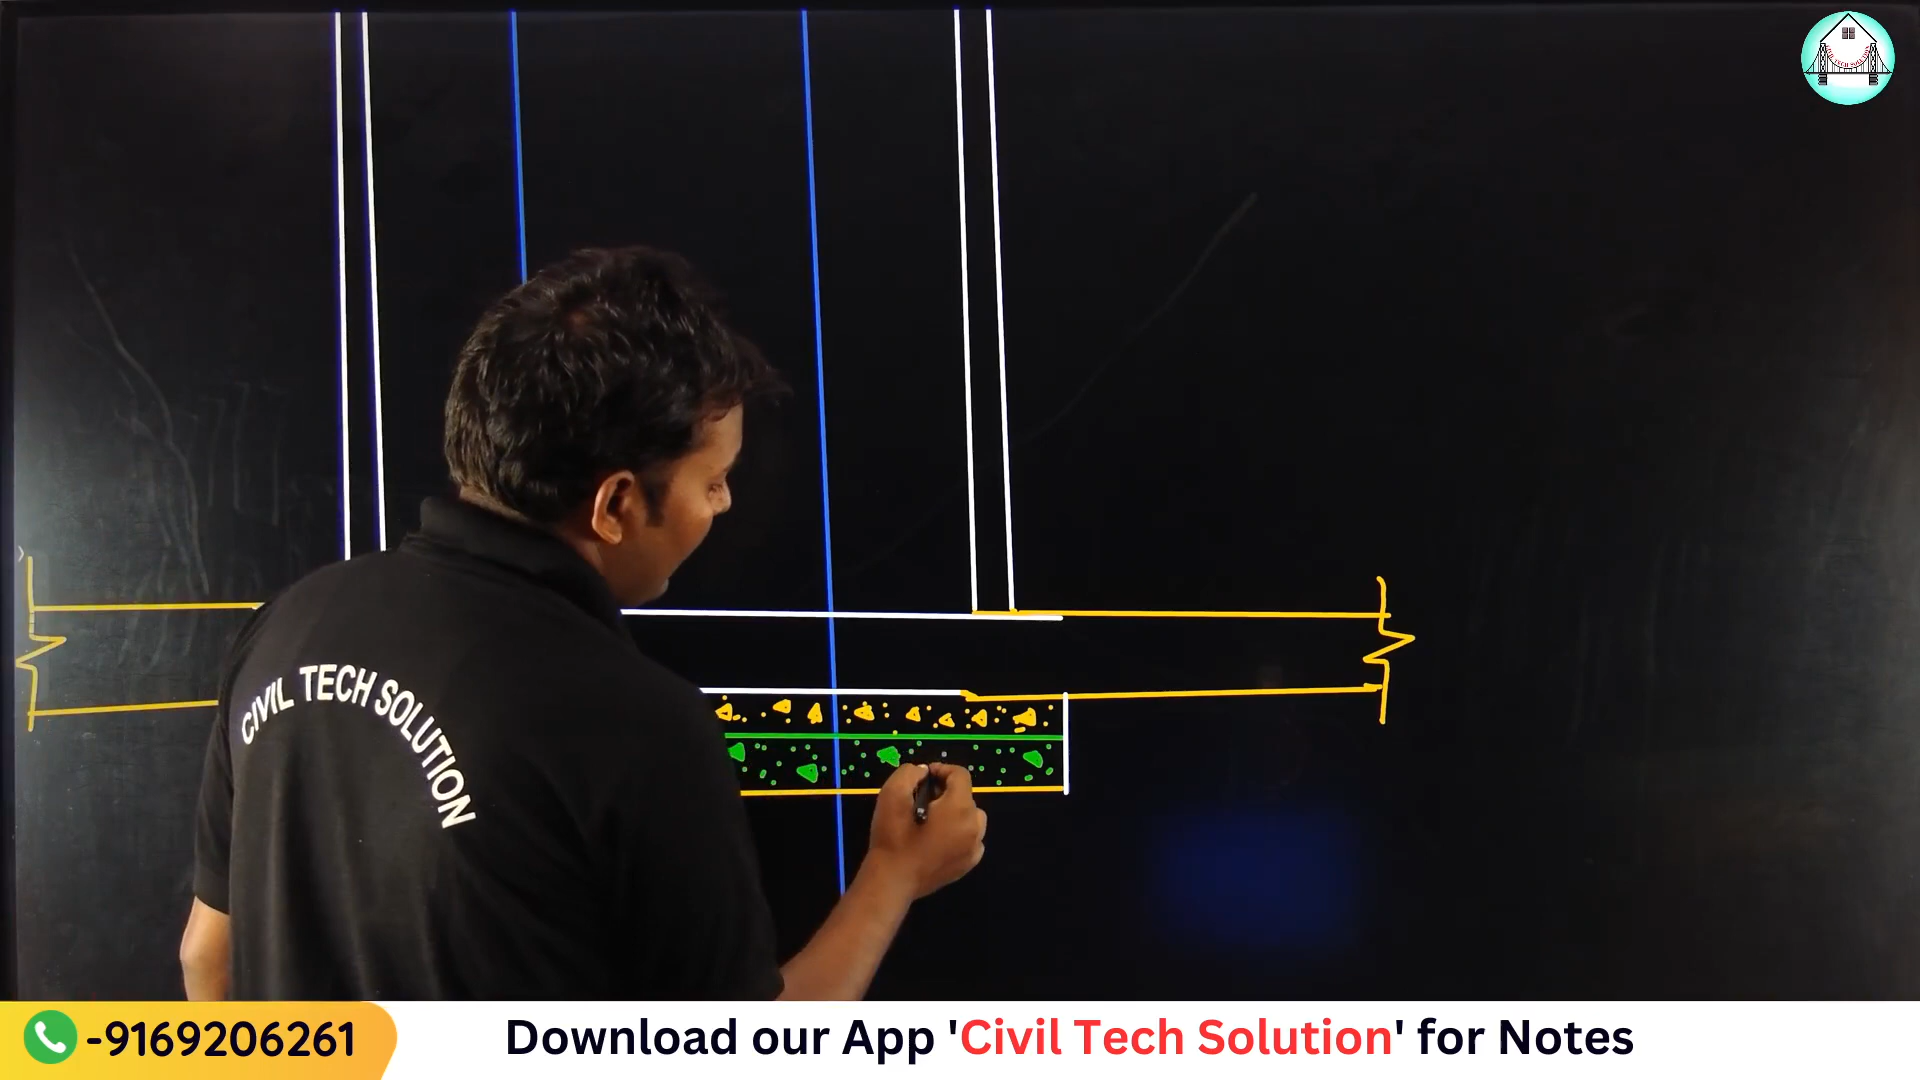 CIVIL TECH SOLUTION
-9169206261
Download our App 'Civil Tech Solution' for Notes